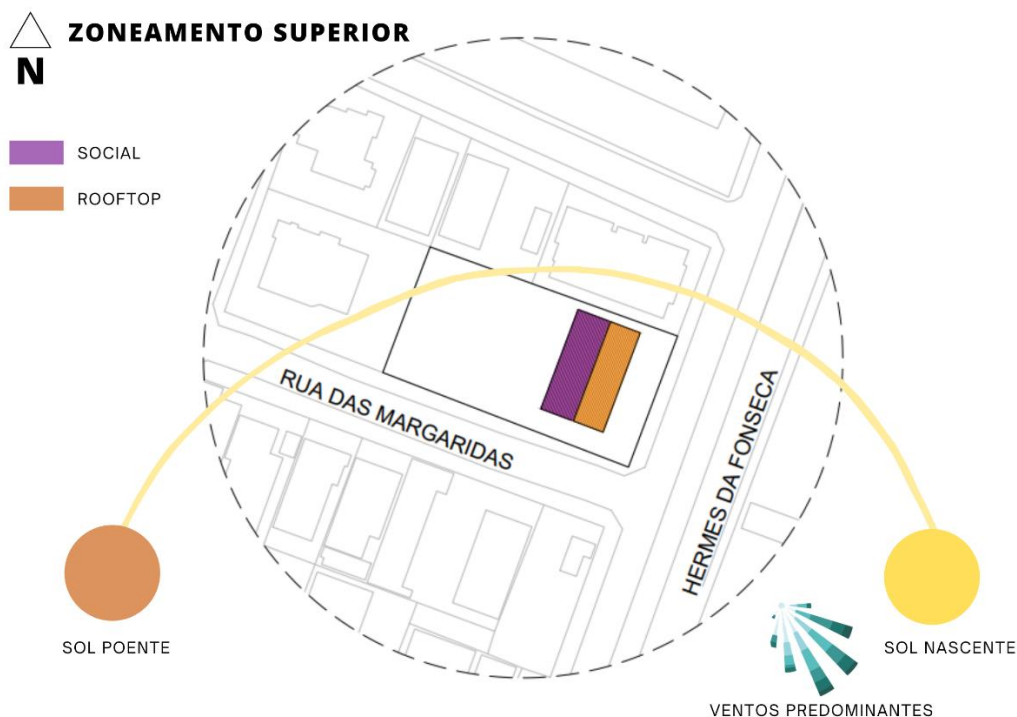 ZONEAMENTO SUPERIOR
N
SOCIAL
ROOFTOP
RUA DAS MARGARIDAS
HERMES DA FONSECA
SOL POENTE
SOL NASCENTE
VENTOS PREDOMINANTES